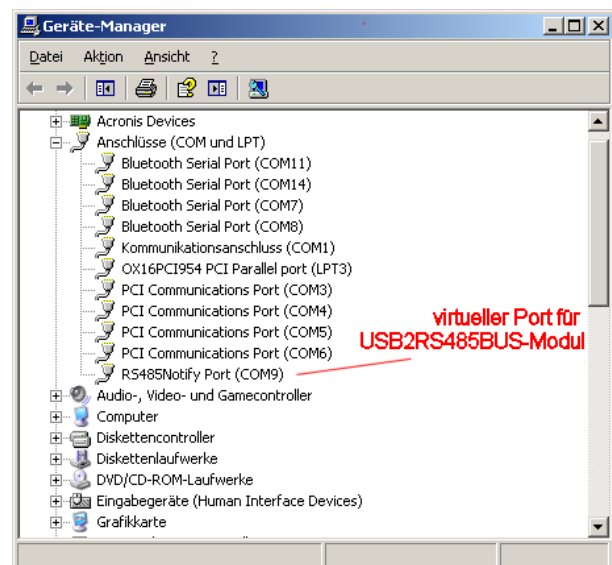 Geräte-Manager
Datei Aktion Ansicht ?
Acronis Devices
Anschlüsse (COM und LPT)
Bluetooth Serial Port (COM11)
Bluetooth Serial Port (COM14)
Bluetooth Serial Port (COM7)
Bluetooth Serial Port (COM8)
Kommunikationsanschluss (COM1)
OX16PCI954 PCI Parallel port (LPT3)
PCI Communications Port (COM3)
PCI Communications Port (COM4)
PCI Communications Port (COM5)
PCI Communications Port (COM6)
RS485Notify Port (COM9)
virtueller Port für
USB2RS485BUS-Modul
Audio-, Video- und Gamecontroller
Computer
Diskettencontroller
Diskettenlaufwerke
DVD/CD-ROM-Laufwerke
Eingabegeräte (Human Interface Devices)
Grafikkarte